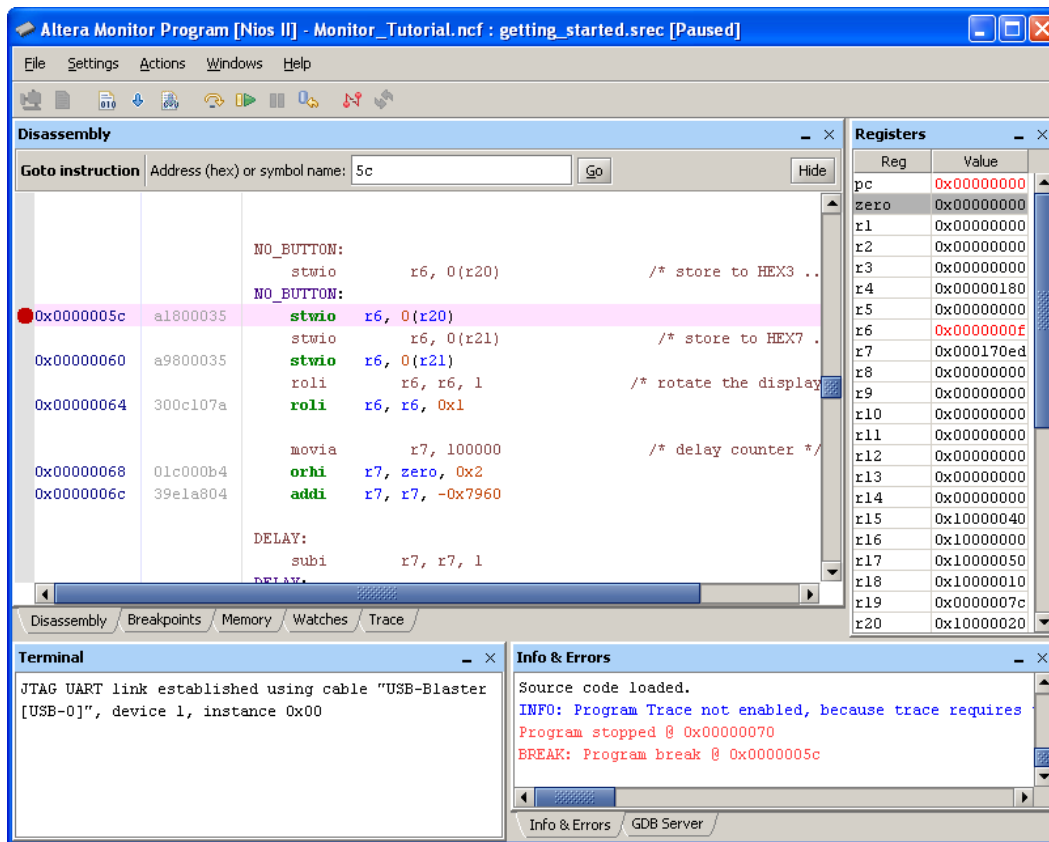 Altera Monitor Program [Nios II] - Monitor_Tutorial.ncf : getting_started.srec [Paused]
File Settings Actions Windows Help
Disassembly
Goto instruction Address (hex) or symbol name: 5c Go Hide
NO_BUTTON:
stwio r6, 0(r20) /* store to HEX3 ..
NO_BUTTON:
0x0000005c a1800035 stwio r6, 0(r20)
stwio r6, 0(r21) /* store to HEX7 .
0x00000060 a9800035 stwio r6, 0(r21)
roli r6, r6, 1 /* rotate the display
0x00000064 300c107a roli r6, r6, 0x1
movia r7, 100000 /* delay counter */
0x00000068 01c000b4 orhi r7, zero, 0x2
0x0000006c 39e1a804 addi r7, r7, -0x7960
DELAY:
subi r7, r7, 1
DELAY:
Disassembly Breakpoints Memory Watches Trace
Registers
Reg Value
pc 0x00000000
zero 0x00000000
r1 0x00000000
r2 0x00000000
r3 0x00000000
r4 0x00000180
r5 0x00000000
r6 0x0000000f
r7 0x000170ed
r8 0x00000000
r9 0x00000000
r10 0x00000000
r11 0x00000000
r12 0x00000000
r13 0x00000000
r14 0x00000000
r15 0x10000040
r16 0x10000000
r17 0x10000050
r18 0x10000010
r19 0x0000007c
r20 0x10000020
Terminal
JTAG UART link established using cable "USB-Blaster
[USB-0]", device 1, instance 0x00
Info & Errors
Source code loaded.
INFO: Program Trace not enabled, because trace requires
Program stopped @ 0x00000070
BREAK: Program break @ 0x0000005c
Info & Errors GDB Server